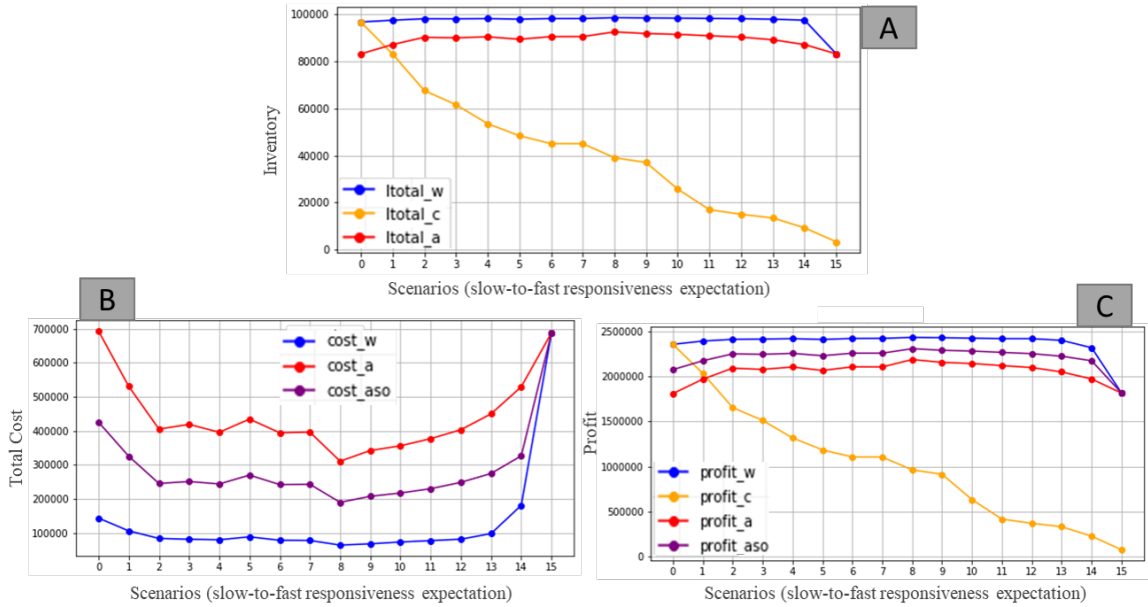 A
100000
80000
60000
40000
20000
0
Inventory
Itotal_w
Itotal_c
Itotal_a
0 1 2 3 4 5 6 7 8 9 10 11 12 13 14 15
Scenarios (slow-to-fast responsiveness expectation)
B
700000
600000
500000
400000
300000
200000
100000
Total Cost
cost_w
cost_a
cost_aso
0 1 2 3 4 5 6 7 8 9 10 11 12 13 14 15
Scenarios (slow-to-fast responsiveness expectation)
C
2500000
2000000
1500000
1000000
500000
0
Profit
profit_w
profit_c
profit_a
profit_aso
0 1 2 3 4 5 6 7 8 9 10 11 12 13 14 15
Scenarios (slow-to-fast responsiveness expectation)